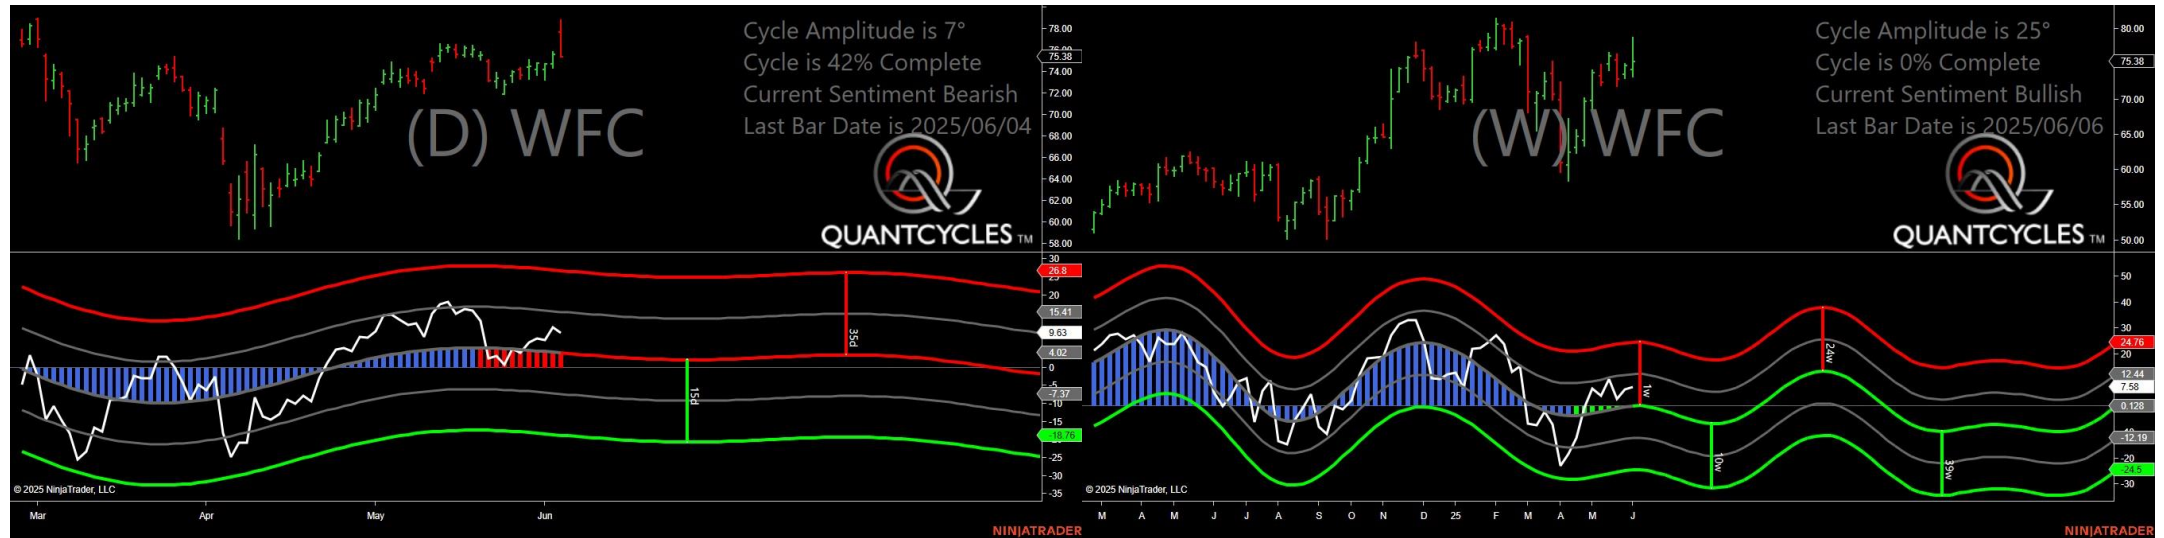 Cycle Amplitude is 7°
Cycle is 42% Complete
Current Sentiment Bearish
Last Bar Date is 2025/06/04
(D) WFC
QUANTCYCLES TM
78.00
75.38
74.00
72.00
70.00
68.00
66.00
64.00
62.00
60.00
58.00
30
26.8
20
15.41
9.63
4.02
0
-5
-7.37
-10
-15
-18.76
-25
-30
-35
35d
15d
© 2025 NinjaTrader, LLC
Mar
Apr
May
Jun
NINJATRADER
Cycle Amplitude is 25°
Cycle is 0% Complete
Current Sentiment Bullish
Last Bar Date is 2025/06/06
(W) WFC
QUANTCYCLES TM
80.00
75.38
70.00
65.00
60.00
55.00
50.00
50
40
30
24.76
20
12.44
7.58
0.128
-12.19
-20
-24.5
-30
1w
24w
10w
39w
© 2025 NinjaTrader, LLC
M A M J J A S O N D 25 F M A M J
NINJATRADER